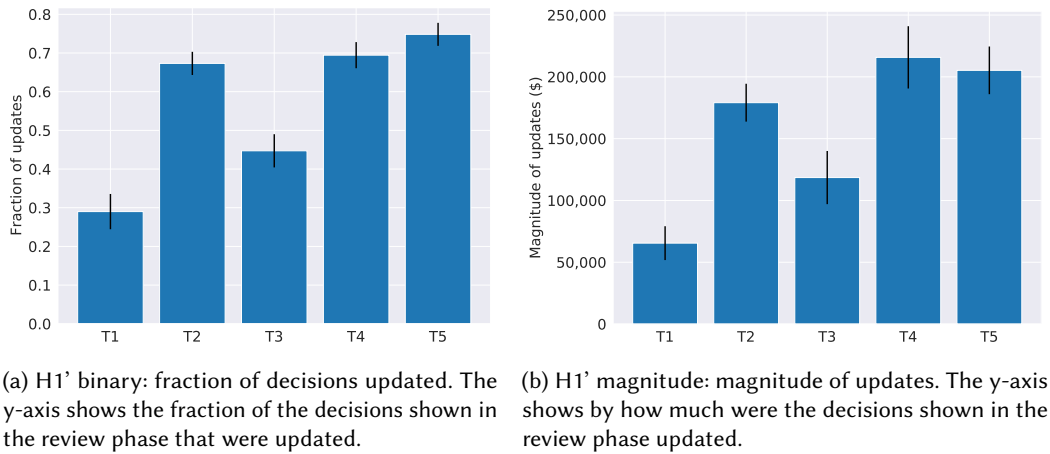 0.8
0.7
0.6
0.5
0.4
0.3
0.2
0.1
0.0
Fraction of updates
T1 T2 T3 T4 T5
250,000
200,000
150,000
100,000
50,000
0
Magnitude of updates ($)
T1 T2 T3 T4 T5
(a) H1’ binary: fraction of decisions updated. The
y-axis shows the fraction of the decisions shown in
the review phase that were updated.
(b) H1’ magnitude: magnitude of updates. The y-axis
shows by how much were the decisions shown in the
review phase updated.